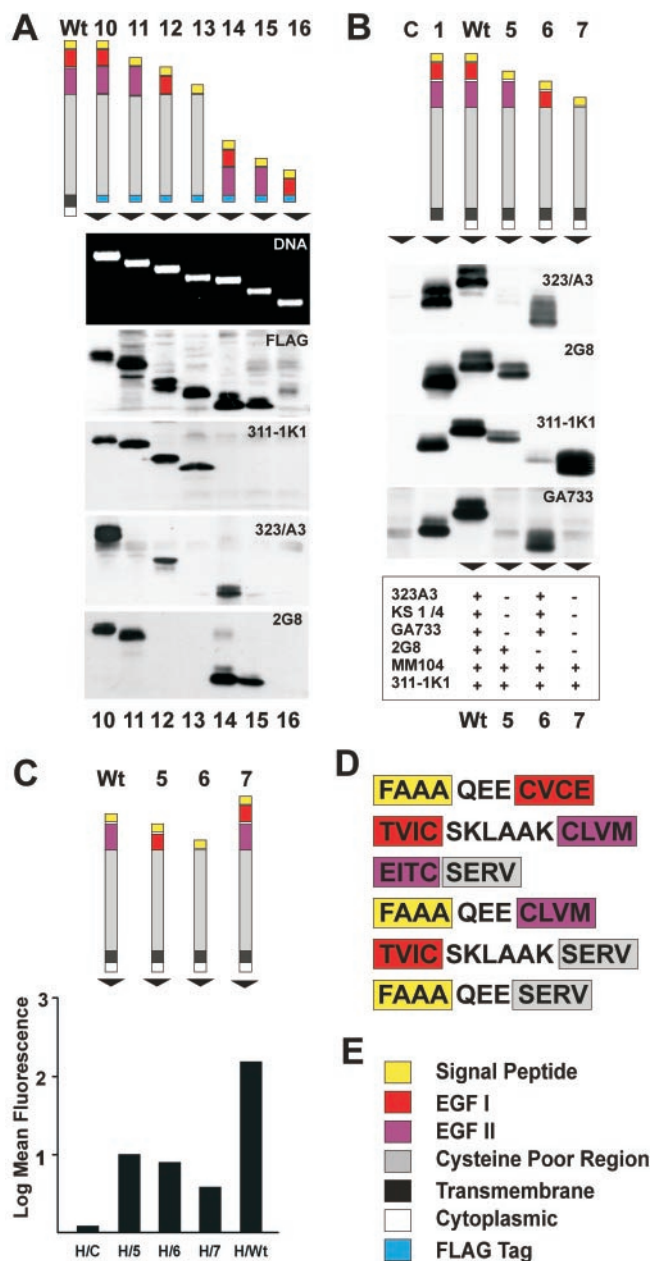 A
Wt 10 11 12 13 14 15 16
DNA
FLAG
311-1K1
323/A3
2G8
10 11 12 13 14 15 16
B
C 1 Wt 5 6 7
323/A3
2G8
311-1K1
GA733
323A3 + - + -
KS 1 /4 + - + -
GA733 + - + -
2G8 + + - -
MM104 + + + +
311-1K1 + + + +
Wt 5 6 7
C
Wt 5 6 7
Log Mean Fluorescence
3
2
1
H/C H/5 H/6 H/7 H/Wt
D
FAAA QEE CVCE
TVIC SKLAAK CLVM
EITC SERV
FAAA QEE CLVM
TVIC SKLAAK SERV
FAAA QEE SERV
E
Signal Peptide
EGF I
EGF II
Cysteine Poor Region
Transmembrane
Cytoplasmic
FLAG Tag